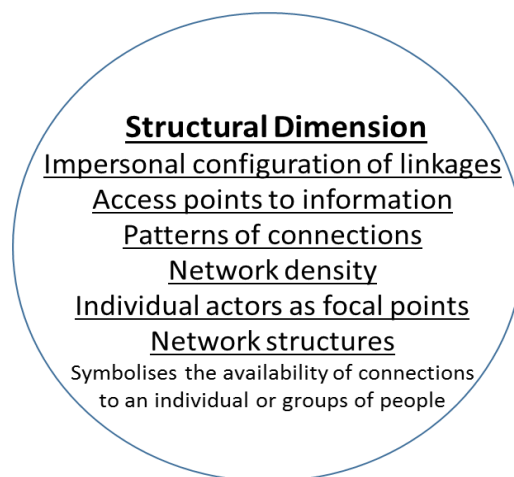 Structural Dimension
Impersonal configuration of linkages
Access points to information
Patterns of connections
Network density
Individual actors as focal points
Network structures
Symbolises the availability of connections
to an individual or groups of people